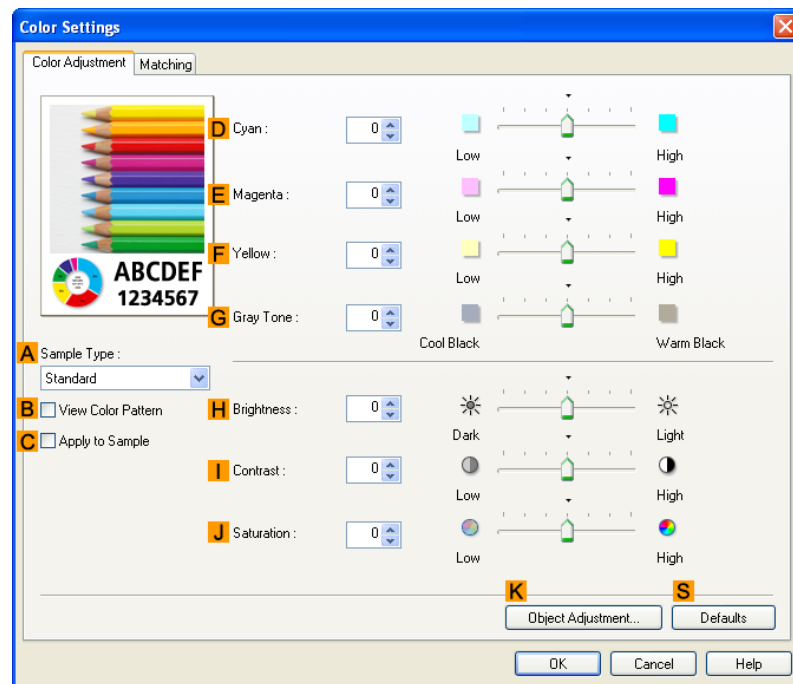 Color Settings
Color Adjustment Matching
D Cyan : 0
Low High
E Magenta : 0
Low High
F Yellow : 0
Low High
ABCDEF
1234567
G Gray Tone : 0
Cool Black Warm Black
A Sample Type :
Standard
B View Color Pattern
C Apply to Sample
H Brightness : 0
Dark Light
I Contrast : 0
Low High
J Saturation : 0
Low High
K S
Object Adjustment... Defaults
OK Cancel Help